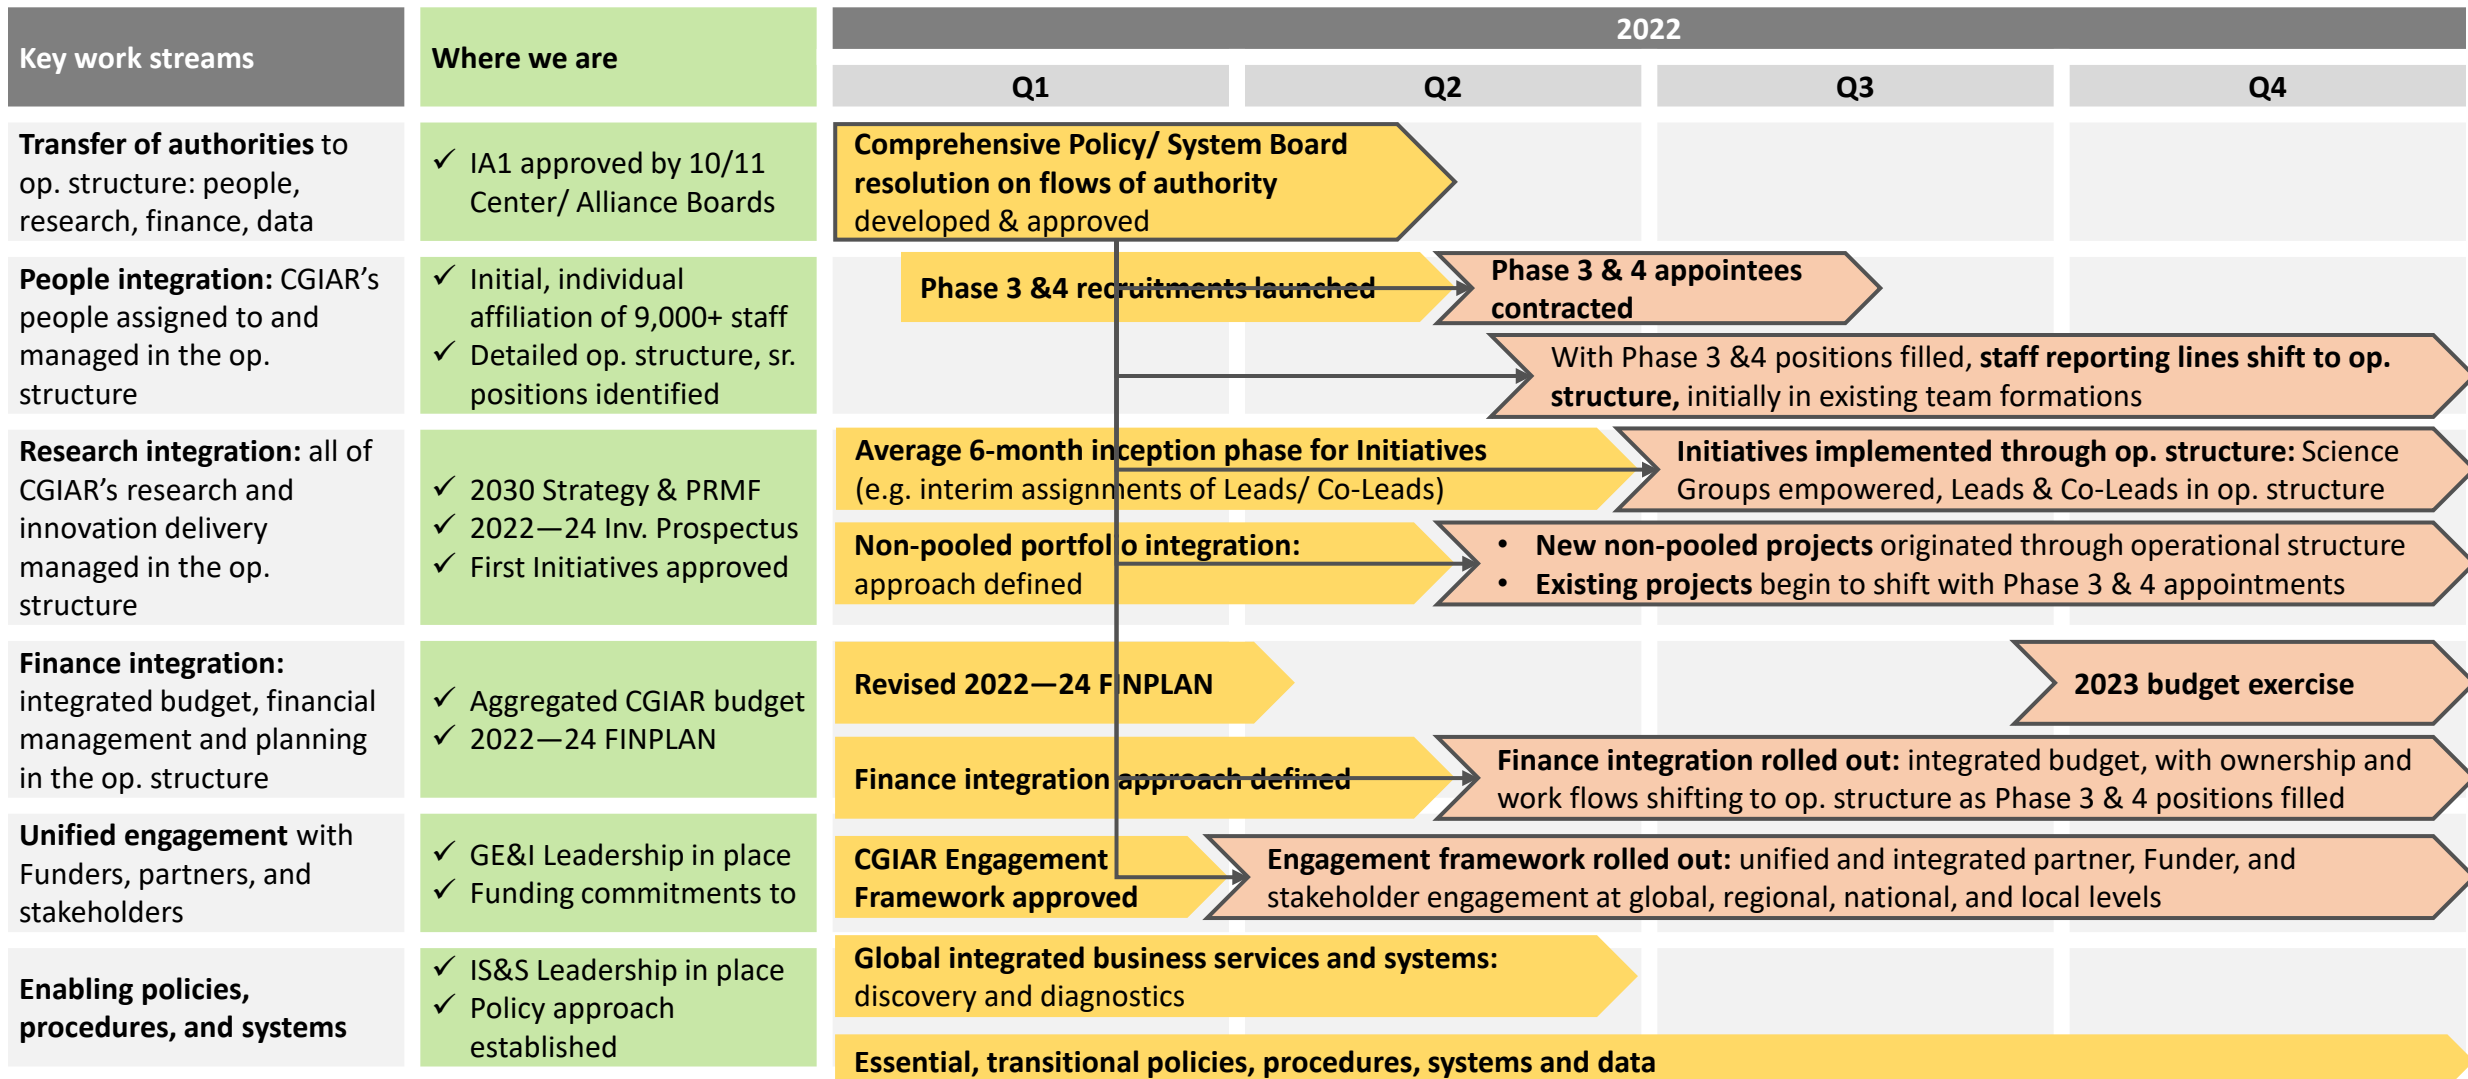 Key work streams
Where we are
2022
Q1
Q2
Q3
Q4
Transfer of authorities to
op. structure: people,
research, finance, data
✓ IA1 approved by 10/11
Center/ Alliance Boards
Comprehensive Policy/ System Board
resolution on flows of authority
developed & approved
People integration: CGIAR's
people assigned to and
managed in the op.
structure
✓ Initial, individual
affiliation of 9,000+ staff
✓ Detailed op. structure, sr.
positions identified
Phase 3 &4 recruitments launched
Phase 3 & 4 appointees
contracted
With Phase 3 &4 positions filled, staff reporting lines shift to op.
structure, initially in existing team formations
Research integration: all of
CGIAR's research and
innovation delivery
managed in the op.
structure
✓ 2030 Strategy & PRMF
✓ 2022—24 Inv. Prospectus
✓ First Initiatives approved
Average 6-month inception phase for Initiatives
(e.g. interim assignments of Leads/ Co-Leads)
Initiatives implemented through op. structure: Science
Groups empowered, Leads & Co-Leads in op. structure
Non-pooled portfolio integration:
approach defined
• New non-pooled projects originated through operational structure
• Existing projects begin to shift with Phase 3 & 4 appointments
Finance integration:
integrated budget, financial
management and planning
in the op. structure
✓ Aggregated CGIAR budget
✓ 2022—24 FINPLAN
Revised 2022—24 FINPLAN
2023 budget exercise
Finance integration approach defined
Finance integration rolled out: integrated budget, with ownership and
work flows shifting to op. structure as Phase 3 & 4 positions filled
Unified engagement with
Funders, partners, and
stakeholders
✓ GE&I Leadership in place
✓ Funding commitments to
CGIAR Engagement
Framework approved
Engagement framework rolled out: unified and integrated partner, Funder, and
stakeholder engagement at global, regional, national, and local levels
Enabling policies,
procedures, and systems
✓ IS&S Leadership in place
✓ Policy approach
established
Global integrated business services and systems:
discovery and diagnostics
Essential, transitional policies, procedures, systems and data